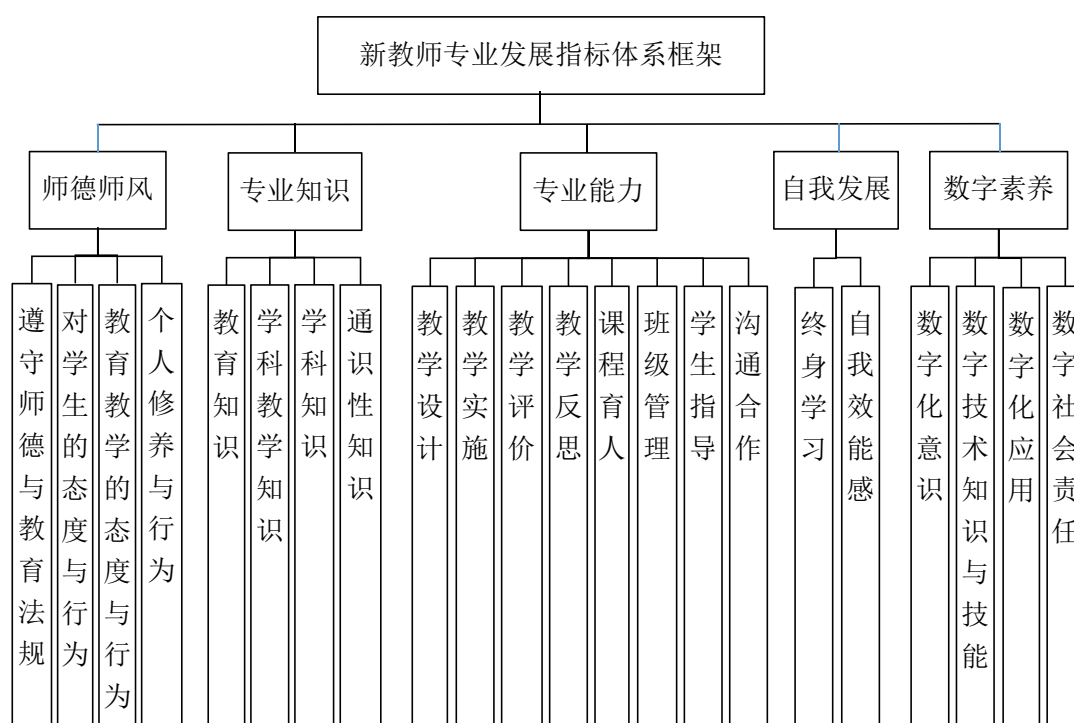 新教师专业发展指标体系框架
师德师风
专业知识
专业能力
自我发展
数字素养
遵守师德与教育法规
对学生的态度与行为
教育教学的态度与行为
个人修养与行为
教育知识
学科教学知识
学科知识
通识性知识
教学设计
教学实施
教学评价
教学反思
课程育人
班级管理
学生指导
沟通合作
终身学习
自我效能感
数字化意识
数字技术知识与技能
数字化应用
数字社会责任